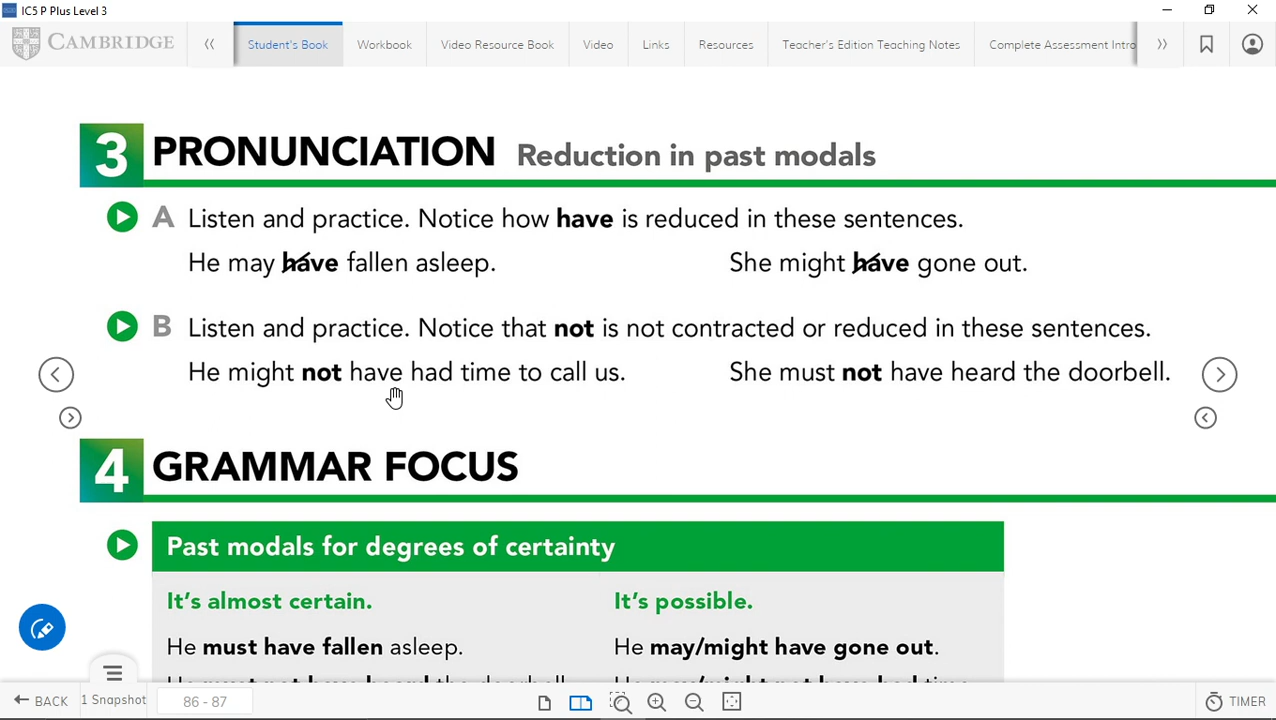 IC5 P Plus Level 3
CAMBRIDGE
Student's Book
Workbook
Video Resource Book
Video
Links
Resources
Teacher's Edition Teaching Notes
Complete Assessment Intro
3 PRONUNCIATION Reduction in past modals
A Listen and practice. Notice how have is reduced in these sentences.
He may have fallen asleep. She might have gone out.
B Listen and practice. Notice that not is not contracted or reduced in these sentences.
He might not have had time to call us. She must not have heard the doorbell.
4 GRAMMAR FOCUS
Past modals for degrees of certainty
It's almost certain. It's possible.
He must have fallen asleep. He may/might have gone out.
BACK
1 Snapshot
86 - 87
TIMER